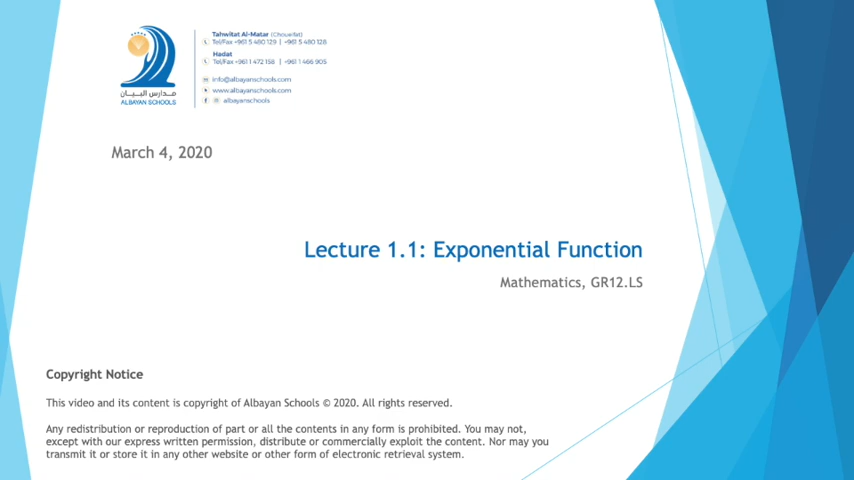 Tahwitat Al-Matar (Choueifat)
Tel/Fax +961 5 480 129 | +961 5 480 128
Hadat
Tel/Fax +961 1 472 158 | +961 1 466 905
info@albayanschools.com
www.albayanschools.com
albayanschools
مدارس البيان
ALBAYAN SCHOOLS
March 4, 2020
Lecture 1.1: Exponential Function
Mathematics, GR12.LS
Copyright Notice
This video and its content is copyright of Albayan Schools © 2020. All rights reserved.
Any redistribution or reproduction of part or all the contents in any form is prohibited. You may not,
except with our express written permission, distribute or commercially exploit the content. Nor may you
transmit it or store it in any other website or other form of electronic retrieval system.